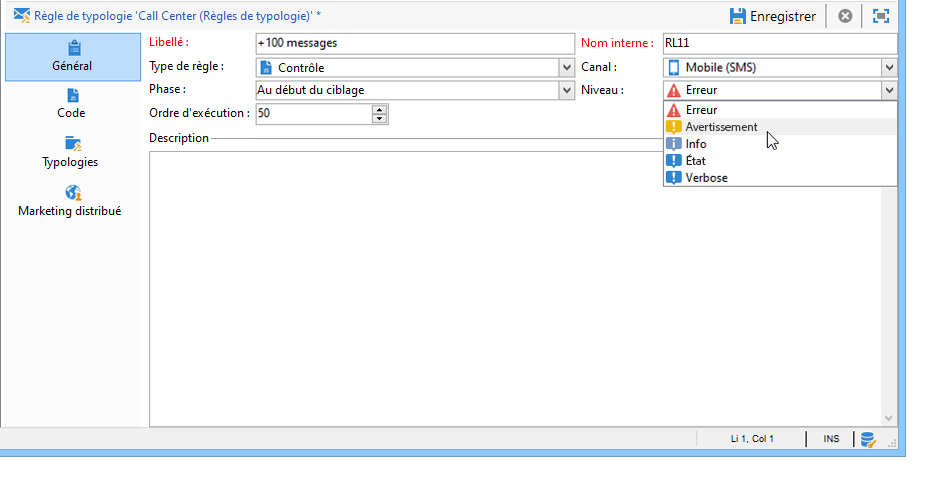 Règle de typologie 'Call Center (Règles de typologie)' *
Enregistrer
Général
Code
Typologies
Marketing distribué
Libellé : +100 messages Nom interne : RL11
Type de règle : Contrôle Canal : Mobile (SMS)
Phase : Au début du ciblage Niveau : Erreur
Ordre d'exécution : 50
Erreur
Avertissement
Info
État
Verbose
Description
Li 1, Col 1 INS